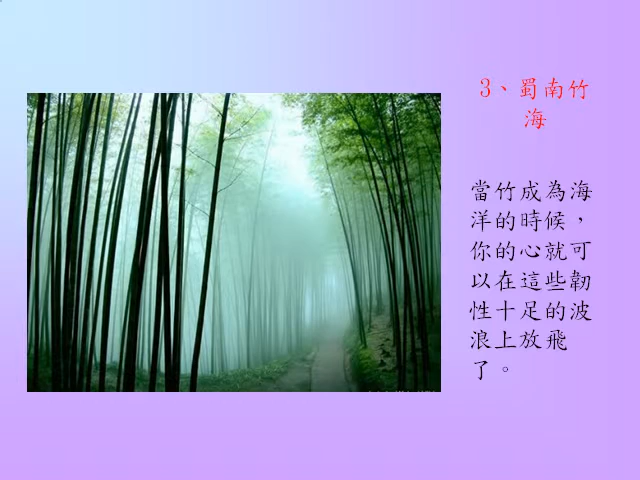 3、蜀南竹
海
當竹成為海
洋的時候，
你的心就可
以在這些韌
性十足的波
浪上放飛
了。